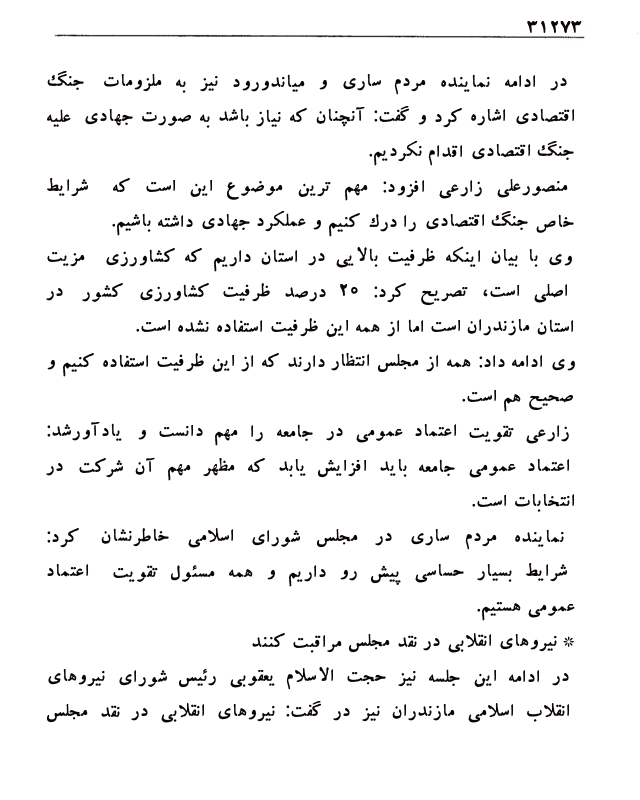 ۳۱۲۷۳
در ادامه نماینده مردم ساری و میاندورود نیز به ملزومات جنگ
اقتصادی اشاره کرد و گفت: آنچنان که نیاز باشد به صورت جهادی علیه
جنگ اقتصادی اقدام نکردیم.
منصورعلی زارعی افزود: مهم ترین موضوع این است که شرایط
خاص جنگ اقتصادی را درك کنیم و عملکرد جهادی داشته باشیم.
وی با بیان اینکه ظرفیت بالایی در استان داریم که کشاورزی مزیت
اصلی است، تصریح کرد: ۲۵ درصد ظرفیت کشاورزی کشور در
استان مازندران است اما از همه این ظرفیت استفاده نشده است.
وی ادامه داد: همه از مجلس انتظار دارند که از این ظرفیت استفاده کنیم و
صحیح هم است.
زارعی تقویت اعتماد عمومی در جامعه را مهم دانست و یادآورشد:
اعتماد عمومی جامعه باید افزایش یابد که مظهر مهم آن شرکت در
انتخابات است.
نماینده مردم ساری در مجلس شورای اسلامی خاطرنشان کرد:
شرایط بسیار حساسی پیش رو داریم و همه مسئول تقویت اعتماد
عمومی هستیم.
* نیروهای انقلابی در نقد مجلس مراقبت کنند
در ادامه این جلسه نیز حجت الاسلام یعقوبی رئیس شورای نیروهای
انقلاب اسلامی مازندران نیز در گفت: نیروهای انقلابی در نقد مجلس